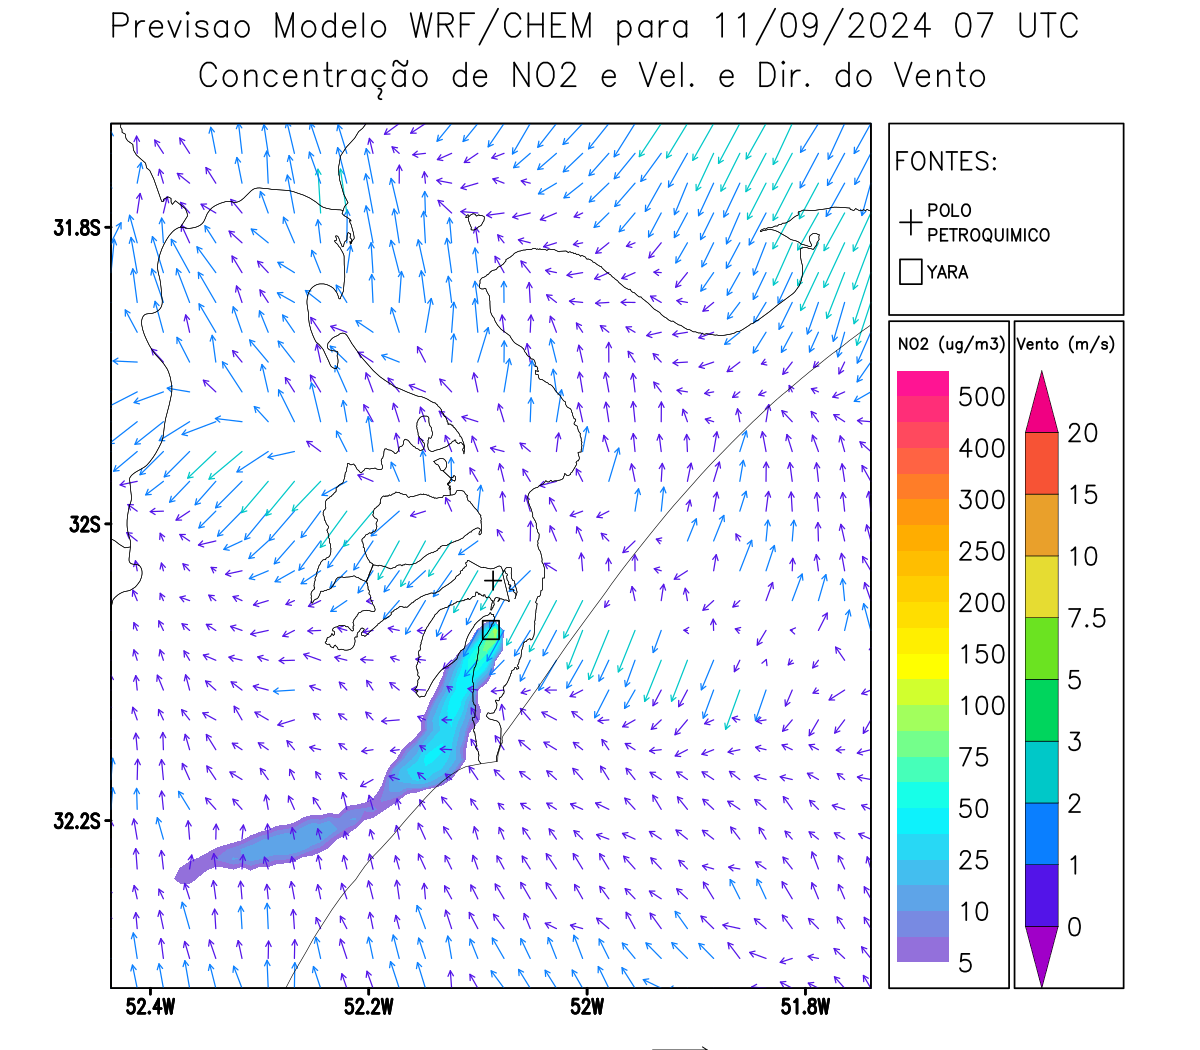 Previsao Modelo WRF/CHEM para 11/09/2024 07 UTC
Concentração de NO2 e Vel. e Dir. do Vento
FONTES:
POLO
PETROQUIMICO
YARA
NO2 (ug/m3)
500
400
300
250
200
150
100
75
50
25
10
5
Vento (m/s)
20
15
10
7.5
5
3
2
1
0
31.8S
32S
32.2S
52.4W
52.2W
52W
51.8W